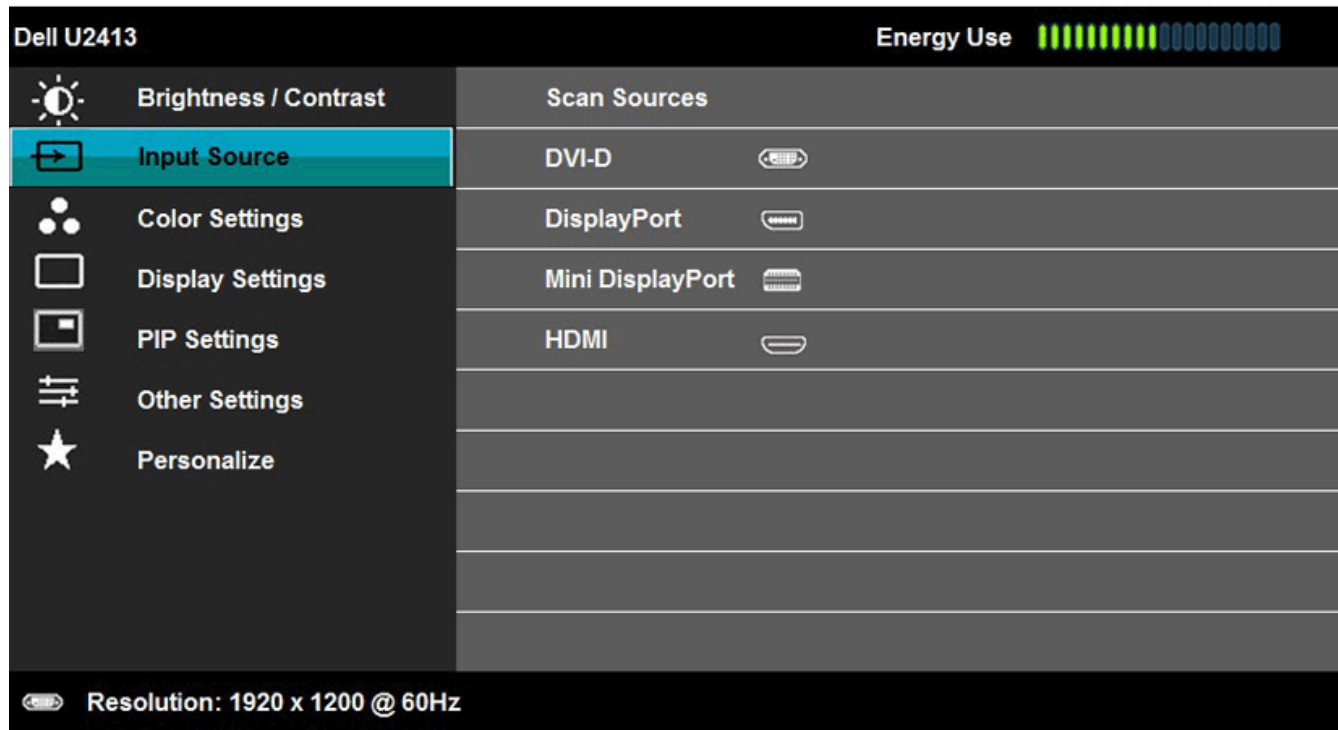 Dell U2413 Energy Use
Brightness / Contrast Scan Sources
Input Source DVI-D
Color Settings DisplayPort
Display Settings Mini DisplayPort
PIP Settings HDMI
Other Settings
Personalize
Resolution: 1920 x 1200 @ 60Hz